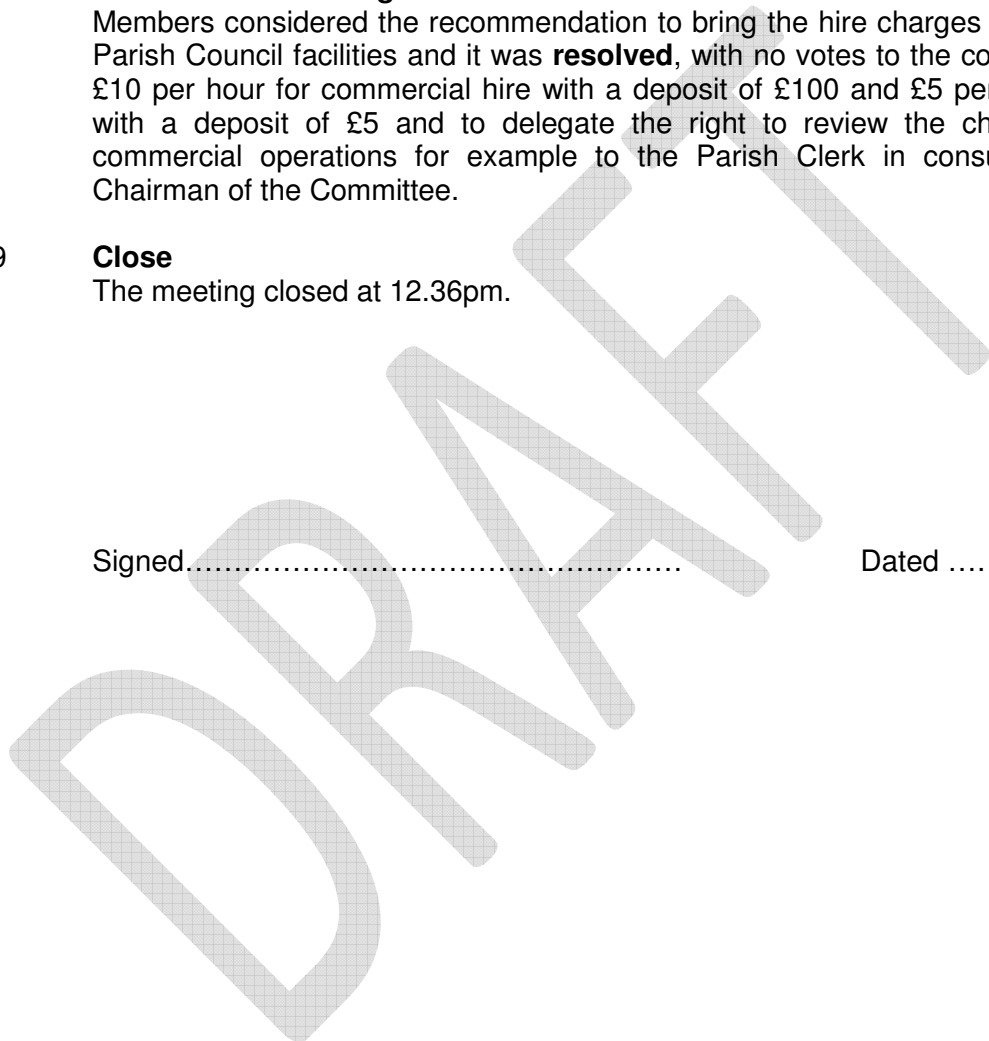 Members considered the recommendation to bring the hire charges
Parish Council facilities and it was resolved, with no votes to the co
£10 per hour for commercial hire with a deposit of £100 and £5 per
with a deposit of £5 and to delegate the right to review the ch
commercial operations for example to the Parish Clerk in consu
Chairman of the Committee.
9 Close
The meeting closed at 12.36pm.
Signed……………………………………………… Dated ….
DRAFT